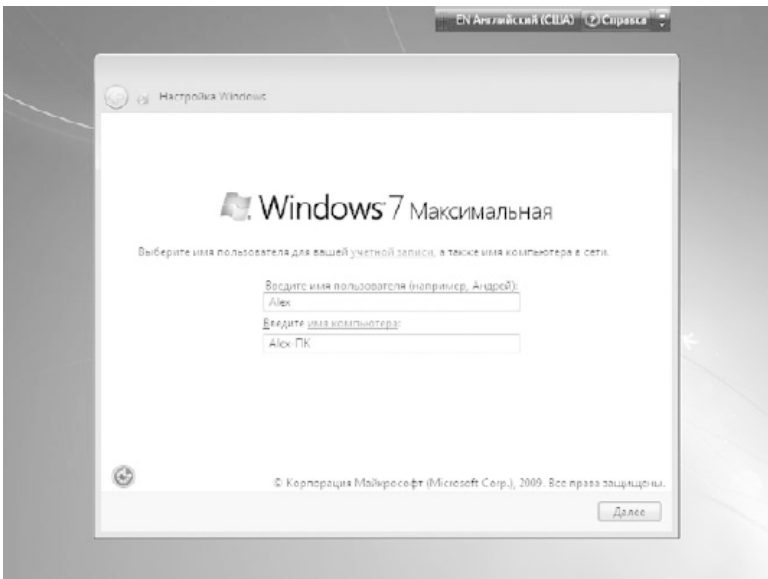 EN Английский (США) ? Справка
Настройка Windows
Windows 7 Максимальная
Выберите имя пользователя для вашей учетной записи, а также имя компьютера в сети.
Введите имя пользователя (например, Андрей):
Alex
Введите имя компьютера:
Alex-ПК
© Корпорация Майкрософт (Microsoft Corp.), 2009. Все права защищены.
Далее